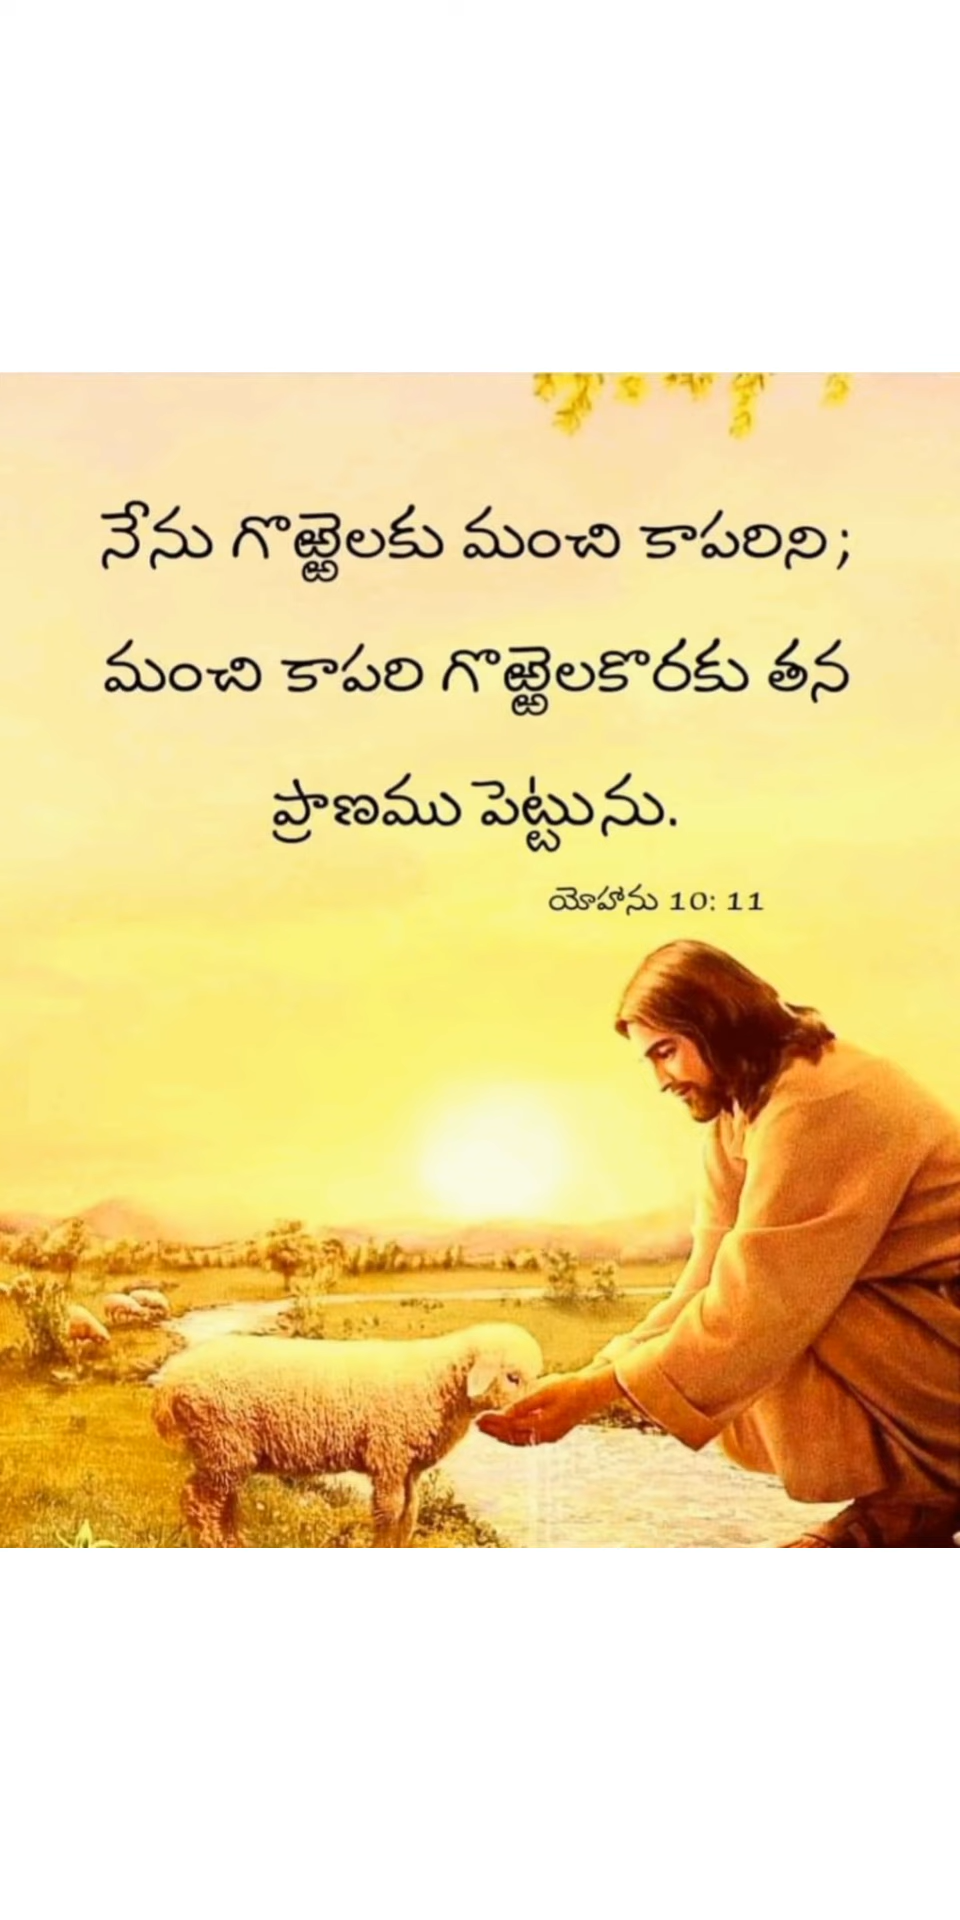 నేను గొఱ్ఱెలకు మంచి కాపరిని;
మంచి కాపరి గొఱ్ఱెలకొరకు తన
ప్రాణము పెట్టును.
యోహాను 10: 11